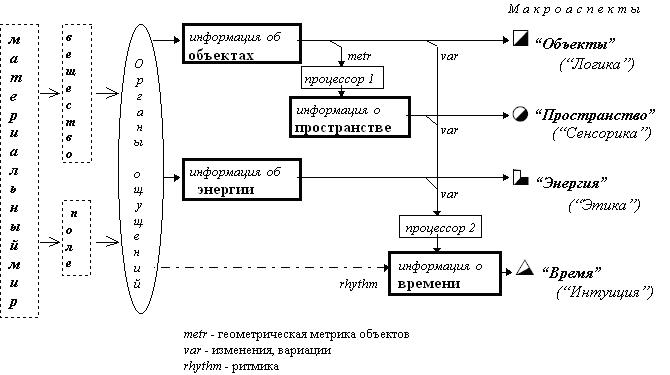 Макроаспекты
материальный мир
вещество
поле
Органы ощущений
информация об
объектах
metr
var
“Объекты”
(“Логика”)
процессор 1
информация о
пространстве
var
“Пространство”
(“Сенсорика”)
информация об
энергии
var
“Энергия”
(“Этика”)
процессор 2
информация о
времени
rhythm
“Время”
(“Интуиция”)
metr - геометрическая метрика объектов
var - изменения, вариации
rhythm - ритмика